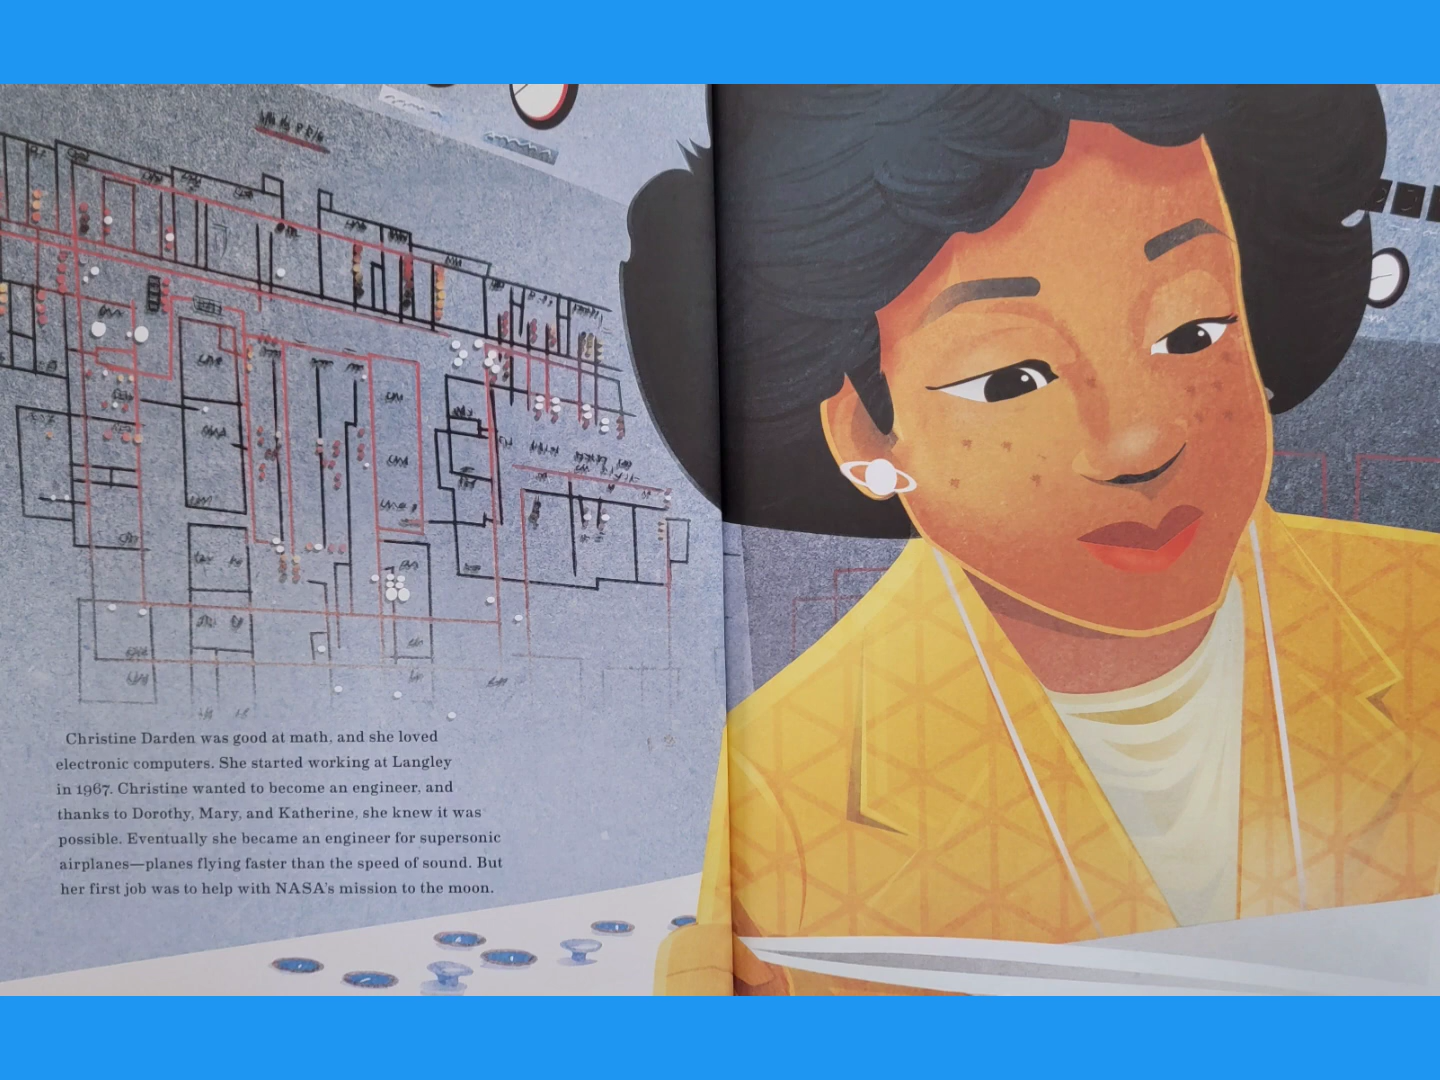 Christine Darden was good at math, and she loved
electronic computers. She started working at Langley
in 1967. Christine wanted to become an engineer, and
thanks to Dorothy, Mary, and Katherine, she knew it was
possible. Eventually she became an engineer for supersonic
airplanes—planes flying faster than the speed of sound. But
her first job was to help with NASA's mission to the moon.